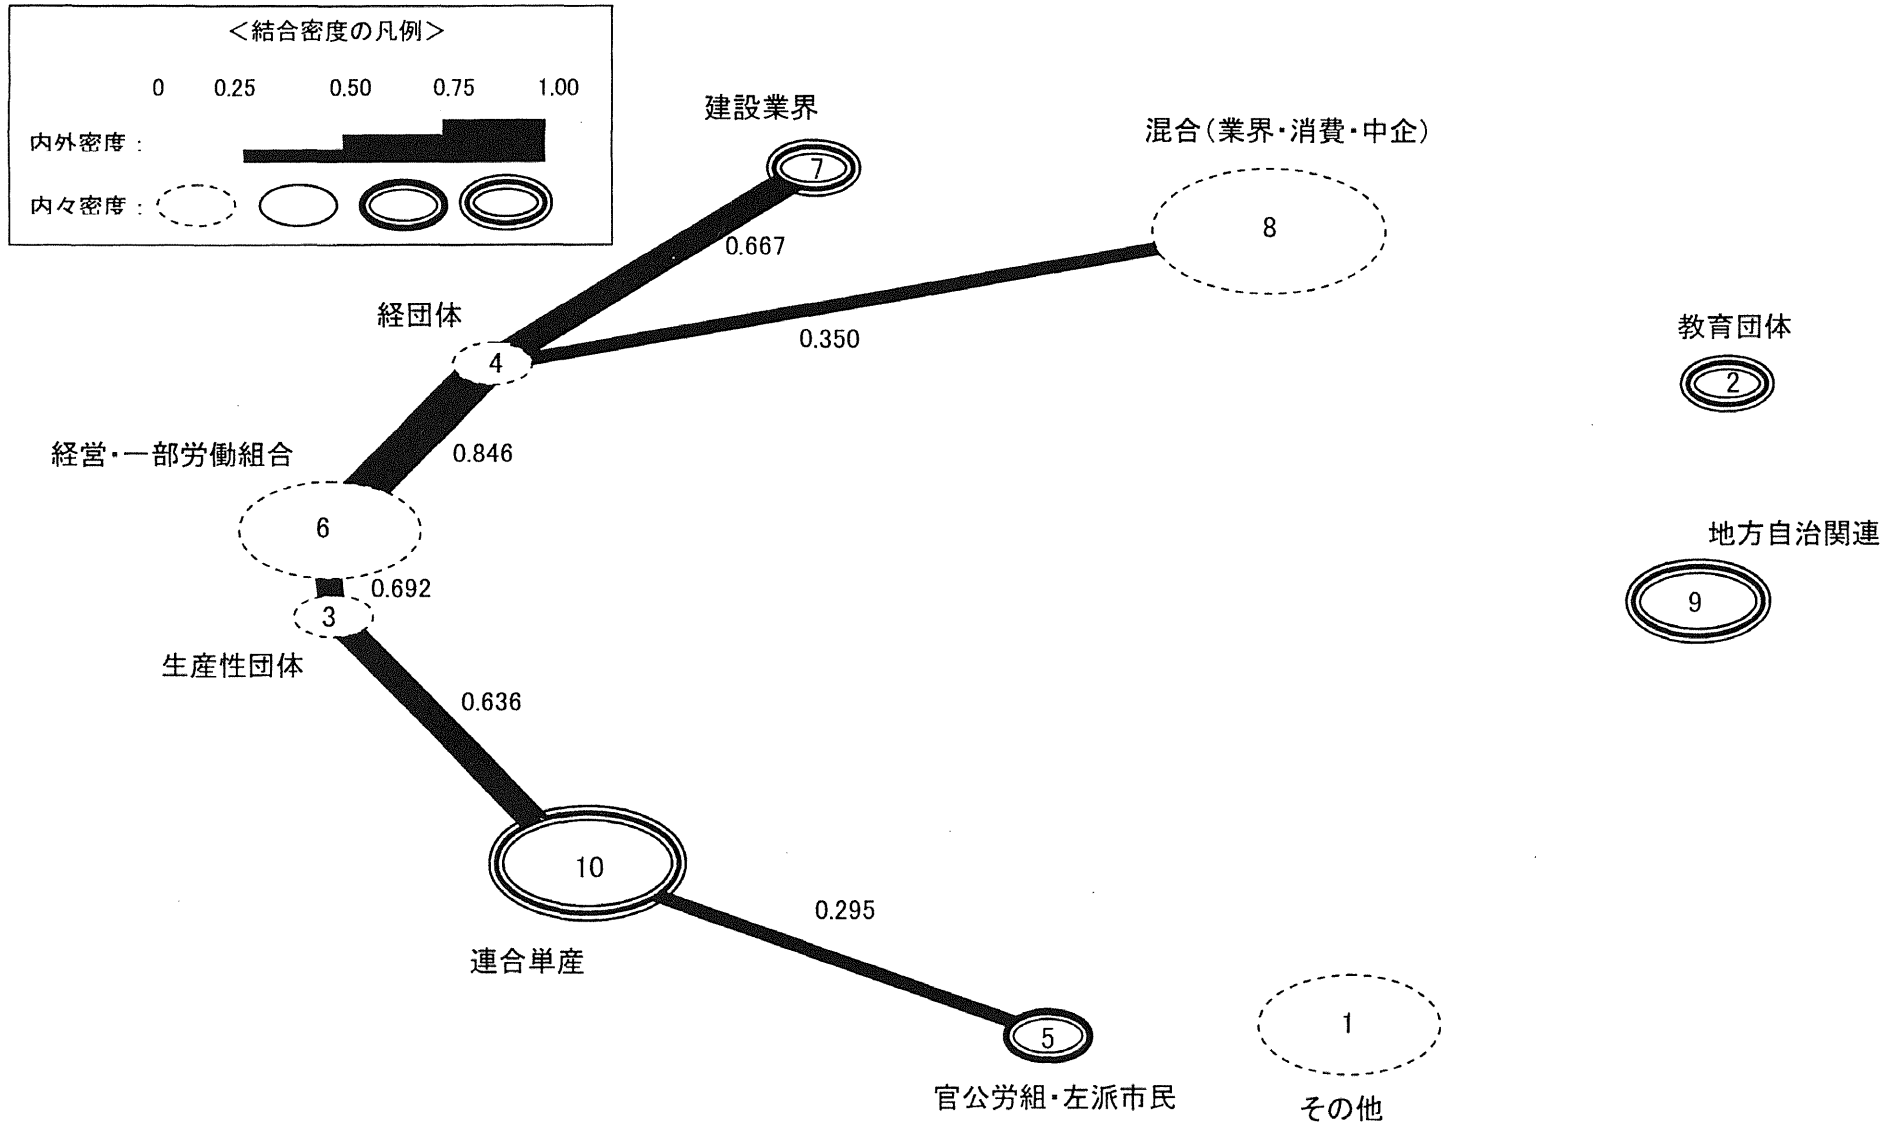 ＜結合密度の凡例＞
0 0.25 0.50 0.75 1.00
内外密度：
内々密度：
建設業界
7
混合（業界・消費・中企）
8
0.667
経団体
4
0.350
教育団体
2
経営・一部労働組合
0.846
6
地方自治関連
9
0.692
3
生産性団体
0.636
10
連合単産
0.295
5
官公労組・左派市民
1
その他